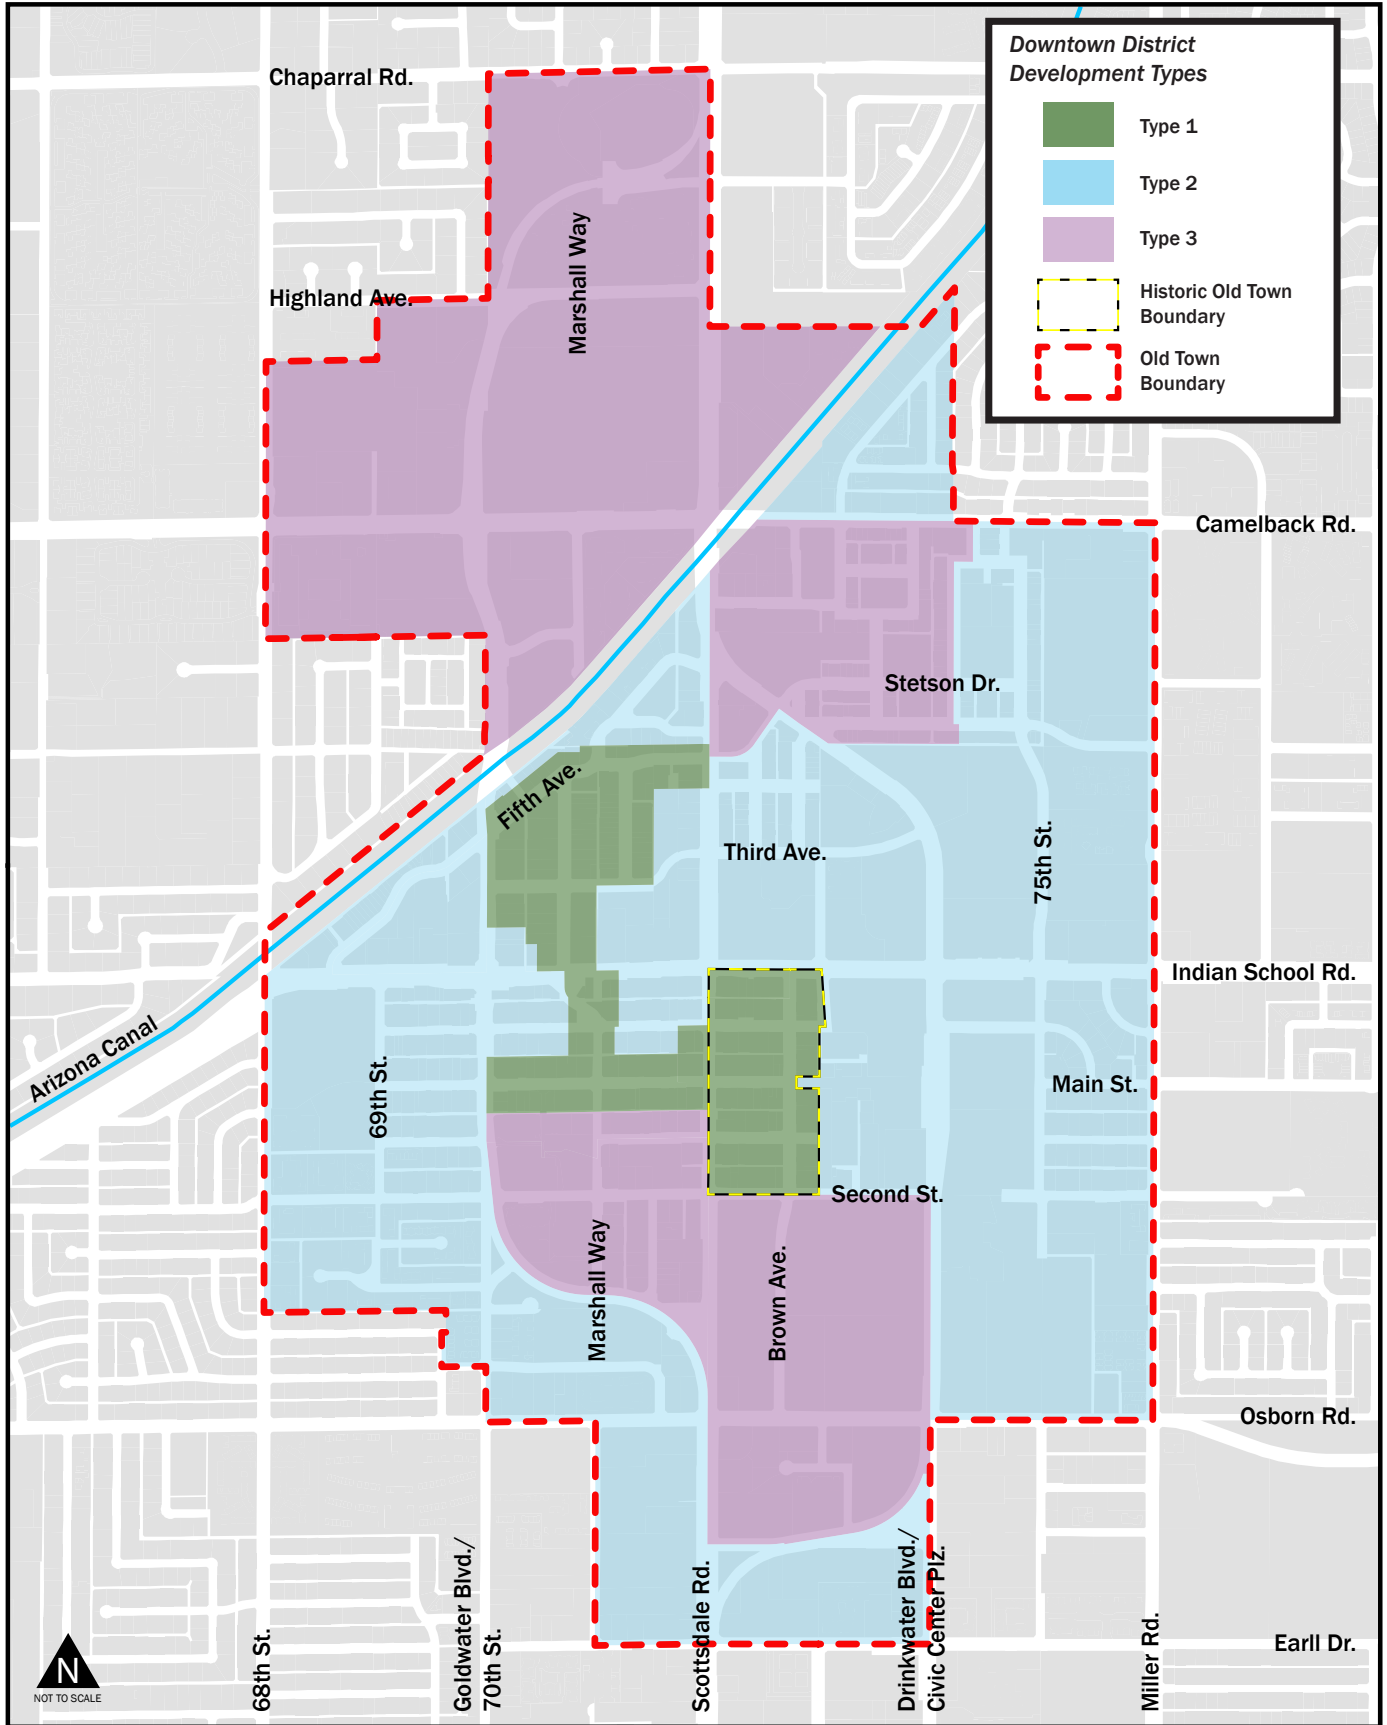 Downtown District
Development Types
Type 1
Type 2
Type 3
Historic Old Town
Boundary
Old Town
Boundary
Chaparral Rd.
Marshall Way
Highland Ave.
Camelback Rd.
Stetson Dr.
Fifth Ave.
Third Ave.
75th St.
Indian School Rd.
Arizona Canal
69th St.
Main St.
Second St.
Marshall Way
Brown Ave.
Osborn Rd.
Earll Dr.
68th St.
Goldwater Blvd./
70th St.
Scottsdale Rd.
Drinkwater Blvd./
Civic Center Plz.
Miller Rd.
N
NOT TO SCALE